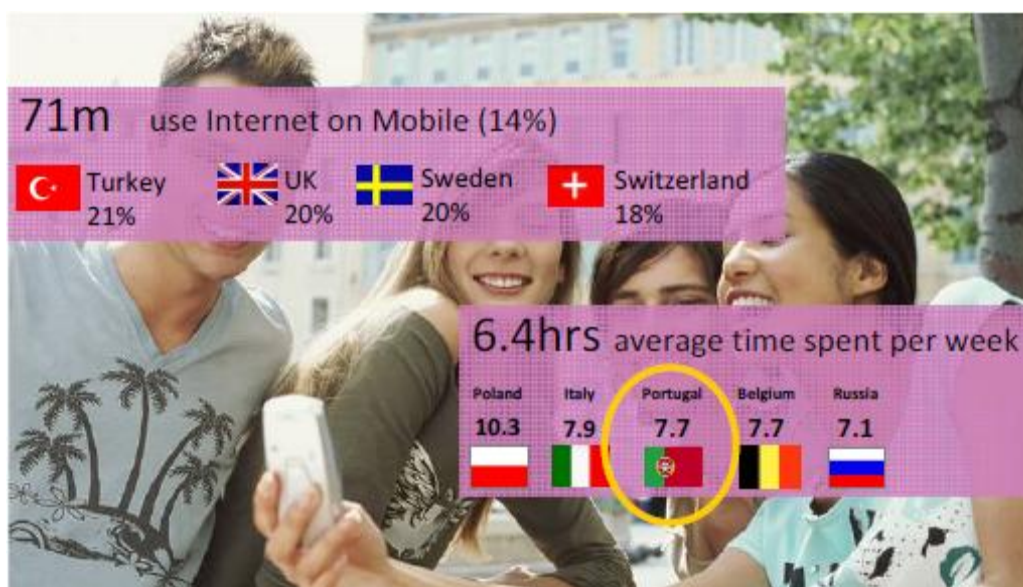 71m use Internet on Mobile (14%)
Turkey UK Sweden Switzerland
21% 20% 20% 18%
6.4hrs average time spent per week
Poland Italy Portugal Belgium Russia
10.3 7.9 7.7 7.7 7.1